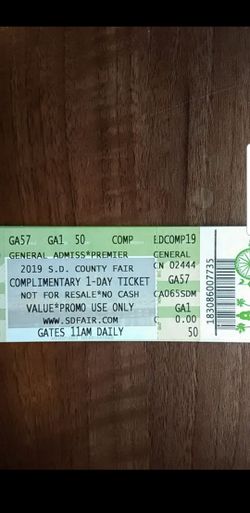 GA57 GA1 50 COMP EDCOMP19
GENERAL ADMISS*PREMIER GENERAL
2019 S.D. COUNTY FAIR CN 02444
COMPLIMENTARY 1-DAY TICKET GA57
NOT FOR RESALE*NO CASH CA065SDM
VALUE*PROMO USE ONLY GA1
WWW.SDFAIR.COM C 0.00
GATES 11AM DAILY 50
183086007735